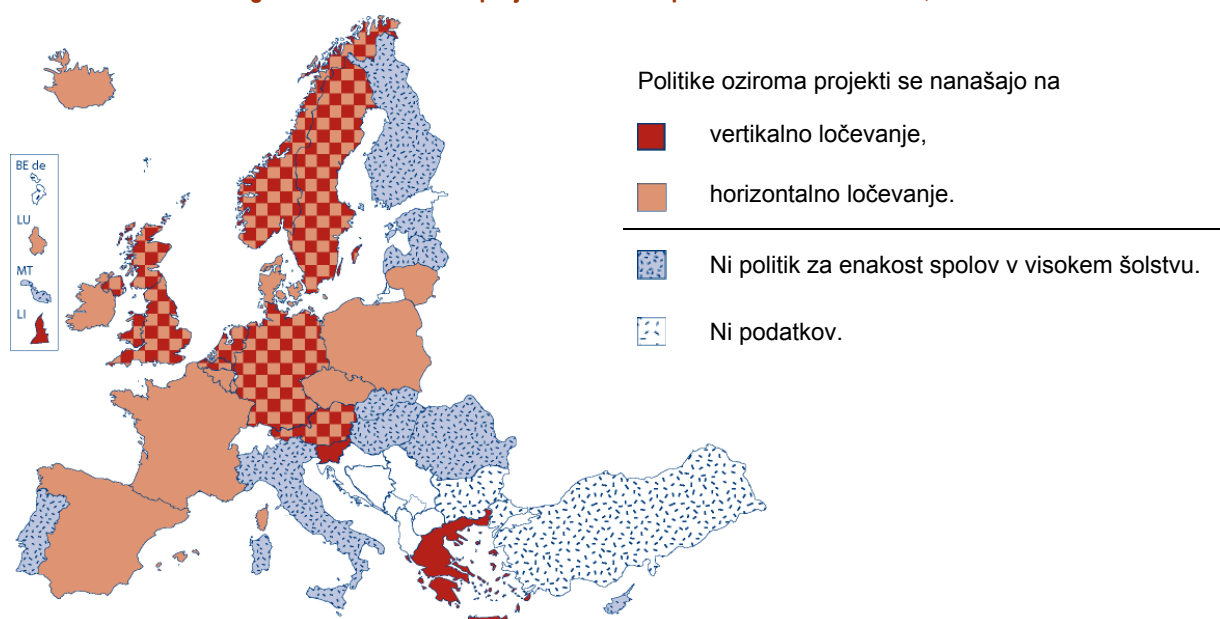 Politike oziroma projekti se nanašajo na
vertikalno ločevanje,
horizontalno ločevanje.
Ni politik za enakost spolov v visokem šolstvu.
Ni podatkov.
BE de
LU
MT
LI